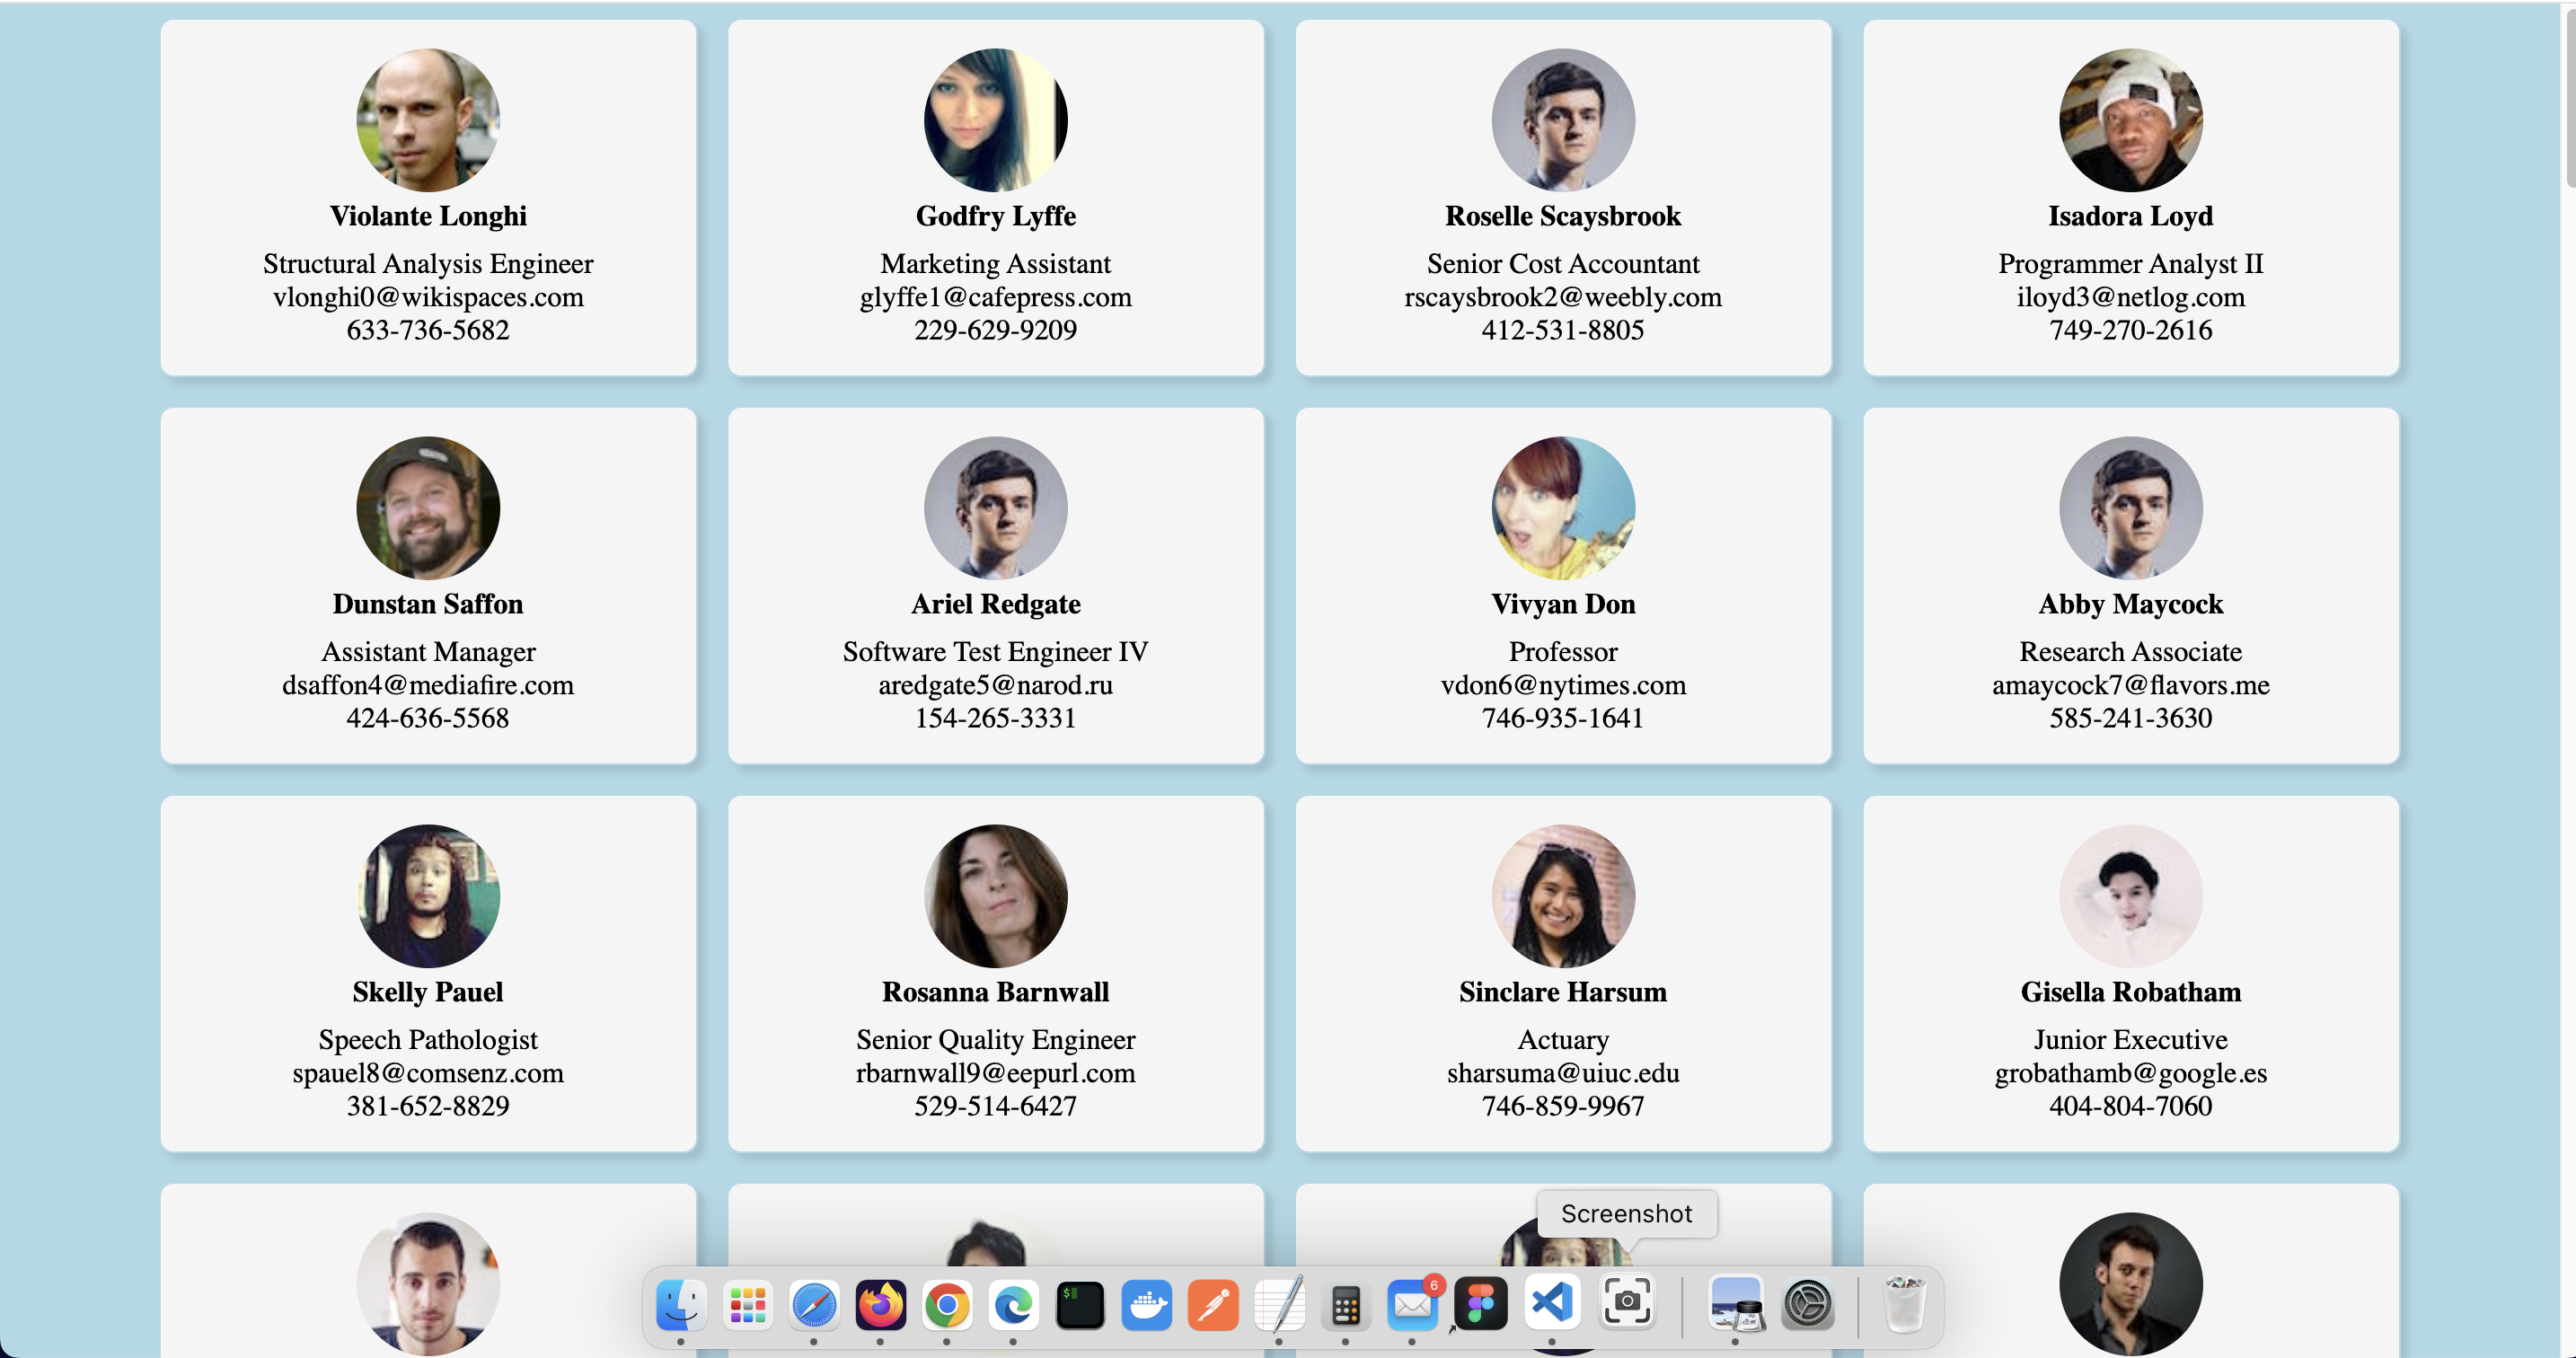 Violante Longhi
Structural Analysis Engineer
vlonghi0@wikispaces.com
633-736-5682
Godfry Lyffe
Marketing Assistant
glyffe1@cafepress.com
229-629-9209
Roselle Scaysbrook
Senior Cost Accountant
rscaysbrook2@weebly.com
412-531-8805
Isadora Loyd
Programmer Analyst II
iloyd3@netlog.com
749-270-2616
Dunstan Saffon
Assistant Manager
dsaffon4@mediafire.com
424-636-5568
Ariel Redgate
Software Test Engineer IV
aredgate5@narod.ru
154-265-3331
Vivyan Don
Professor
vdon6@nytimes.com
746-935-1641
Abby Maycock
Research Associate
amaycock7@flavors.me
585-241-3630
Skelly Pauel
Speech Pathologist
spauel8@comsenz.com
381-652-8829
Rosanna Barnwall
Senior Quality Engineer
rbarnwall9@eepurl.com
529-514-6427
Sinclare Harsum
Actuary
sharsuma@uiuc.edu
746-859-9967
Gisella Robatham
Junior Executive
grobathamb@google.es
404-804-7060
Screenshot
$
6